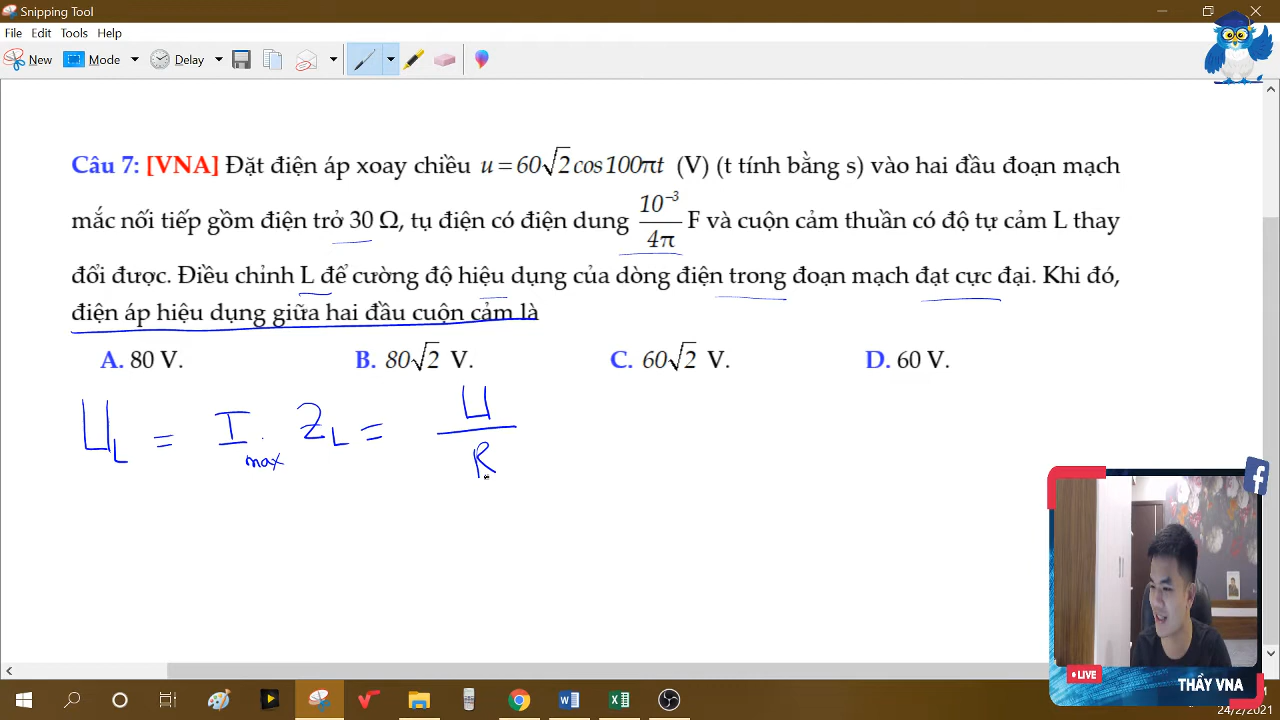 Snipping Tool
File Edit Tools Help
New Mode Delay
Câu 7: [VNA] Đặt điện áp xoay chiều u = 60√2 cos100πt (V) (t tính bằng s) vào hai đầu đoạn mạch
mắc nối tiếp gồm điện trở 30 Ω, tụ điện có điện dung 10⁻³/4π F và cuộn cảm thuần có độ tự cảm L thay
đổi được. Điều chỉnh L để cường độ hiệu dụng của dòng điện trong đoạn mạch đạt cực đại. Khi đó,
điện áp hiệu dụng giữa hai đầu cuộn cảm là
A. 80 V. B. 80√2 V. C. 60√2 V. D. 60 V.
U_L = I_max . Z_L = U/R
LIVE
THẦY VNA
24/2/2021